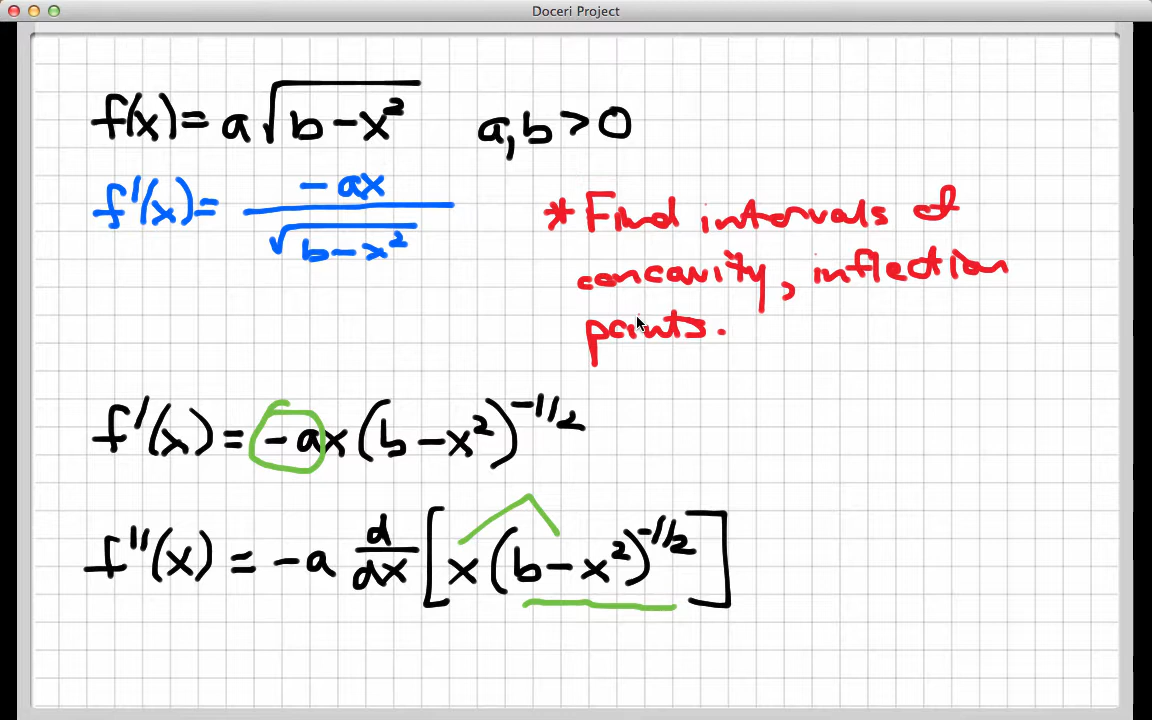 Doceri Project
f(x) = a √(b - x²)   a, b > 0
f'(x) = -ax / √(b - x²)
* Find intervals of
concavity, inflection
points.
f'(x) = -ax (b - x²)^(-1/2)
f''(x) = -a d/dx [x (b - x²)^(-1/2)]